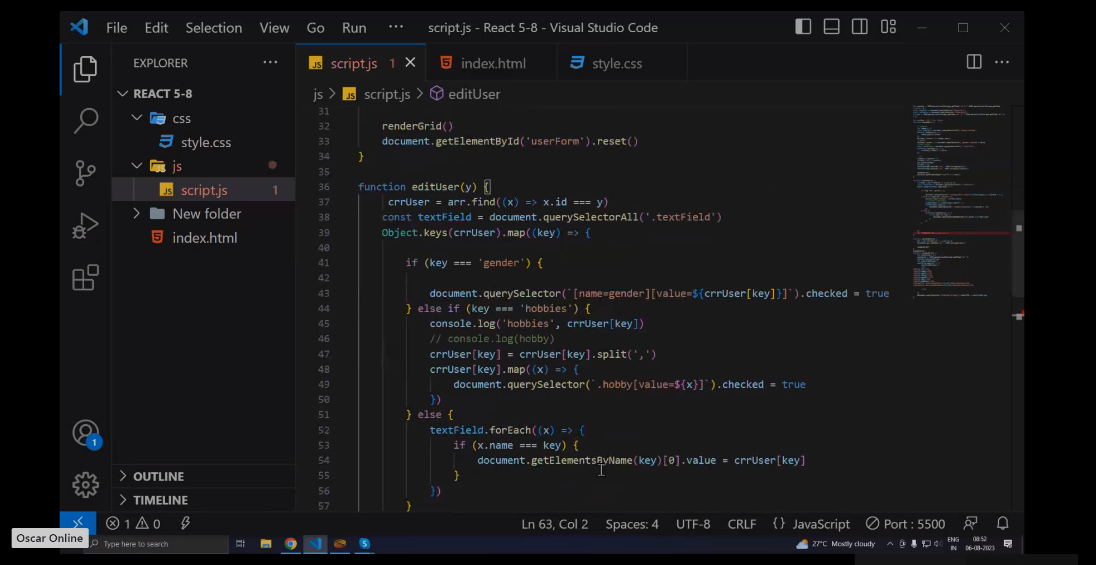 File Edit Selection View Go Run ··· script.js - React 5-8 - Visual Studio Code
EXPLORER ···
REACT 5-8
css
style.css
js
script.js 1
New folder
index.html
OUTLINE
TIMELINE
script.js 1 index.html style.css
js > script.js > editUser
31
32 renderGrid()
33 document.getElementById('userForm').reset()
34 }
35
36 function editUser(y) {
37 crrUser = arr.find((x) => x.id === y)
38 const textField = document.querySelectorAll('.textField')
39 Object.keys(crrUser).map((key) => {
40
41 if (key === 'gender') {
42
43 document.querySelector(`[name=gender][value=${crrUser[key]}]`).checked = true
44 } else if (key === 'hobbies') {
45 console.log('hobbies', crrUser[key])
46 // console.log(hobby)
47 crrUser[key] = crrUser[key].split(',')
48 crrUser[key].map((x) => {
49 document.querySelector(`.hobby[value=${x}]`).checked = true
50 })
51 } else {
52 textField.forEach((x) => {
53 if (x.name === key) {
54 document.getElementsByName(key)[0].value = crrUser[key]
55 }
56 })
57 }
1
1 0 Ln 63, Col 2 Spaces: 4 UTF-8 CRLF {} JavaScript Port : 5500
Oscar Online
Type here to search 27°C Mostly cloudy ENG IN 08:52 06-08-2023